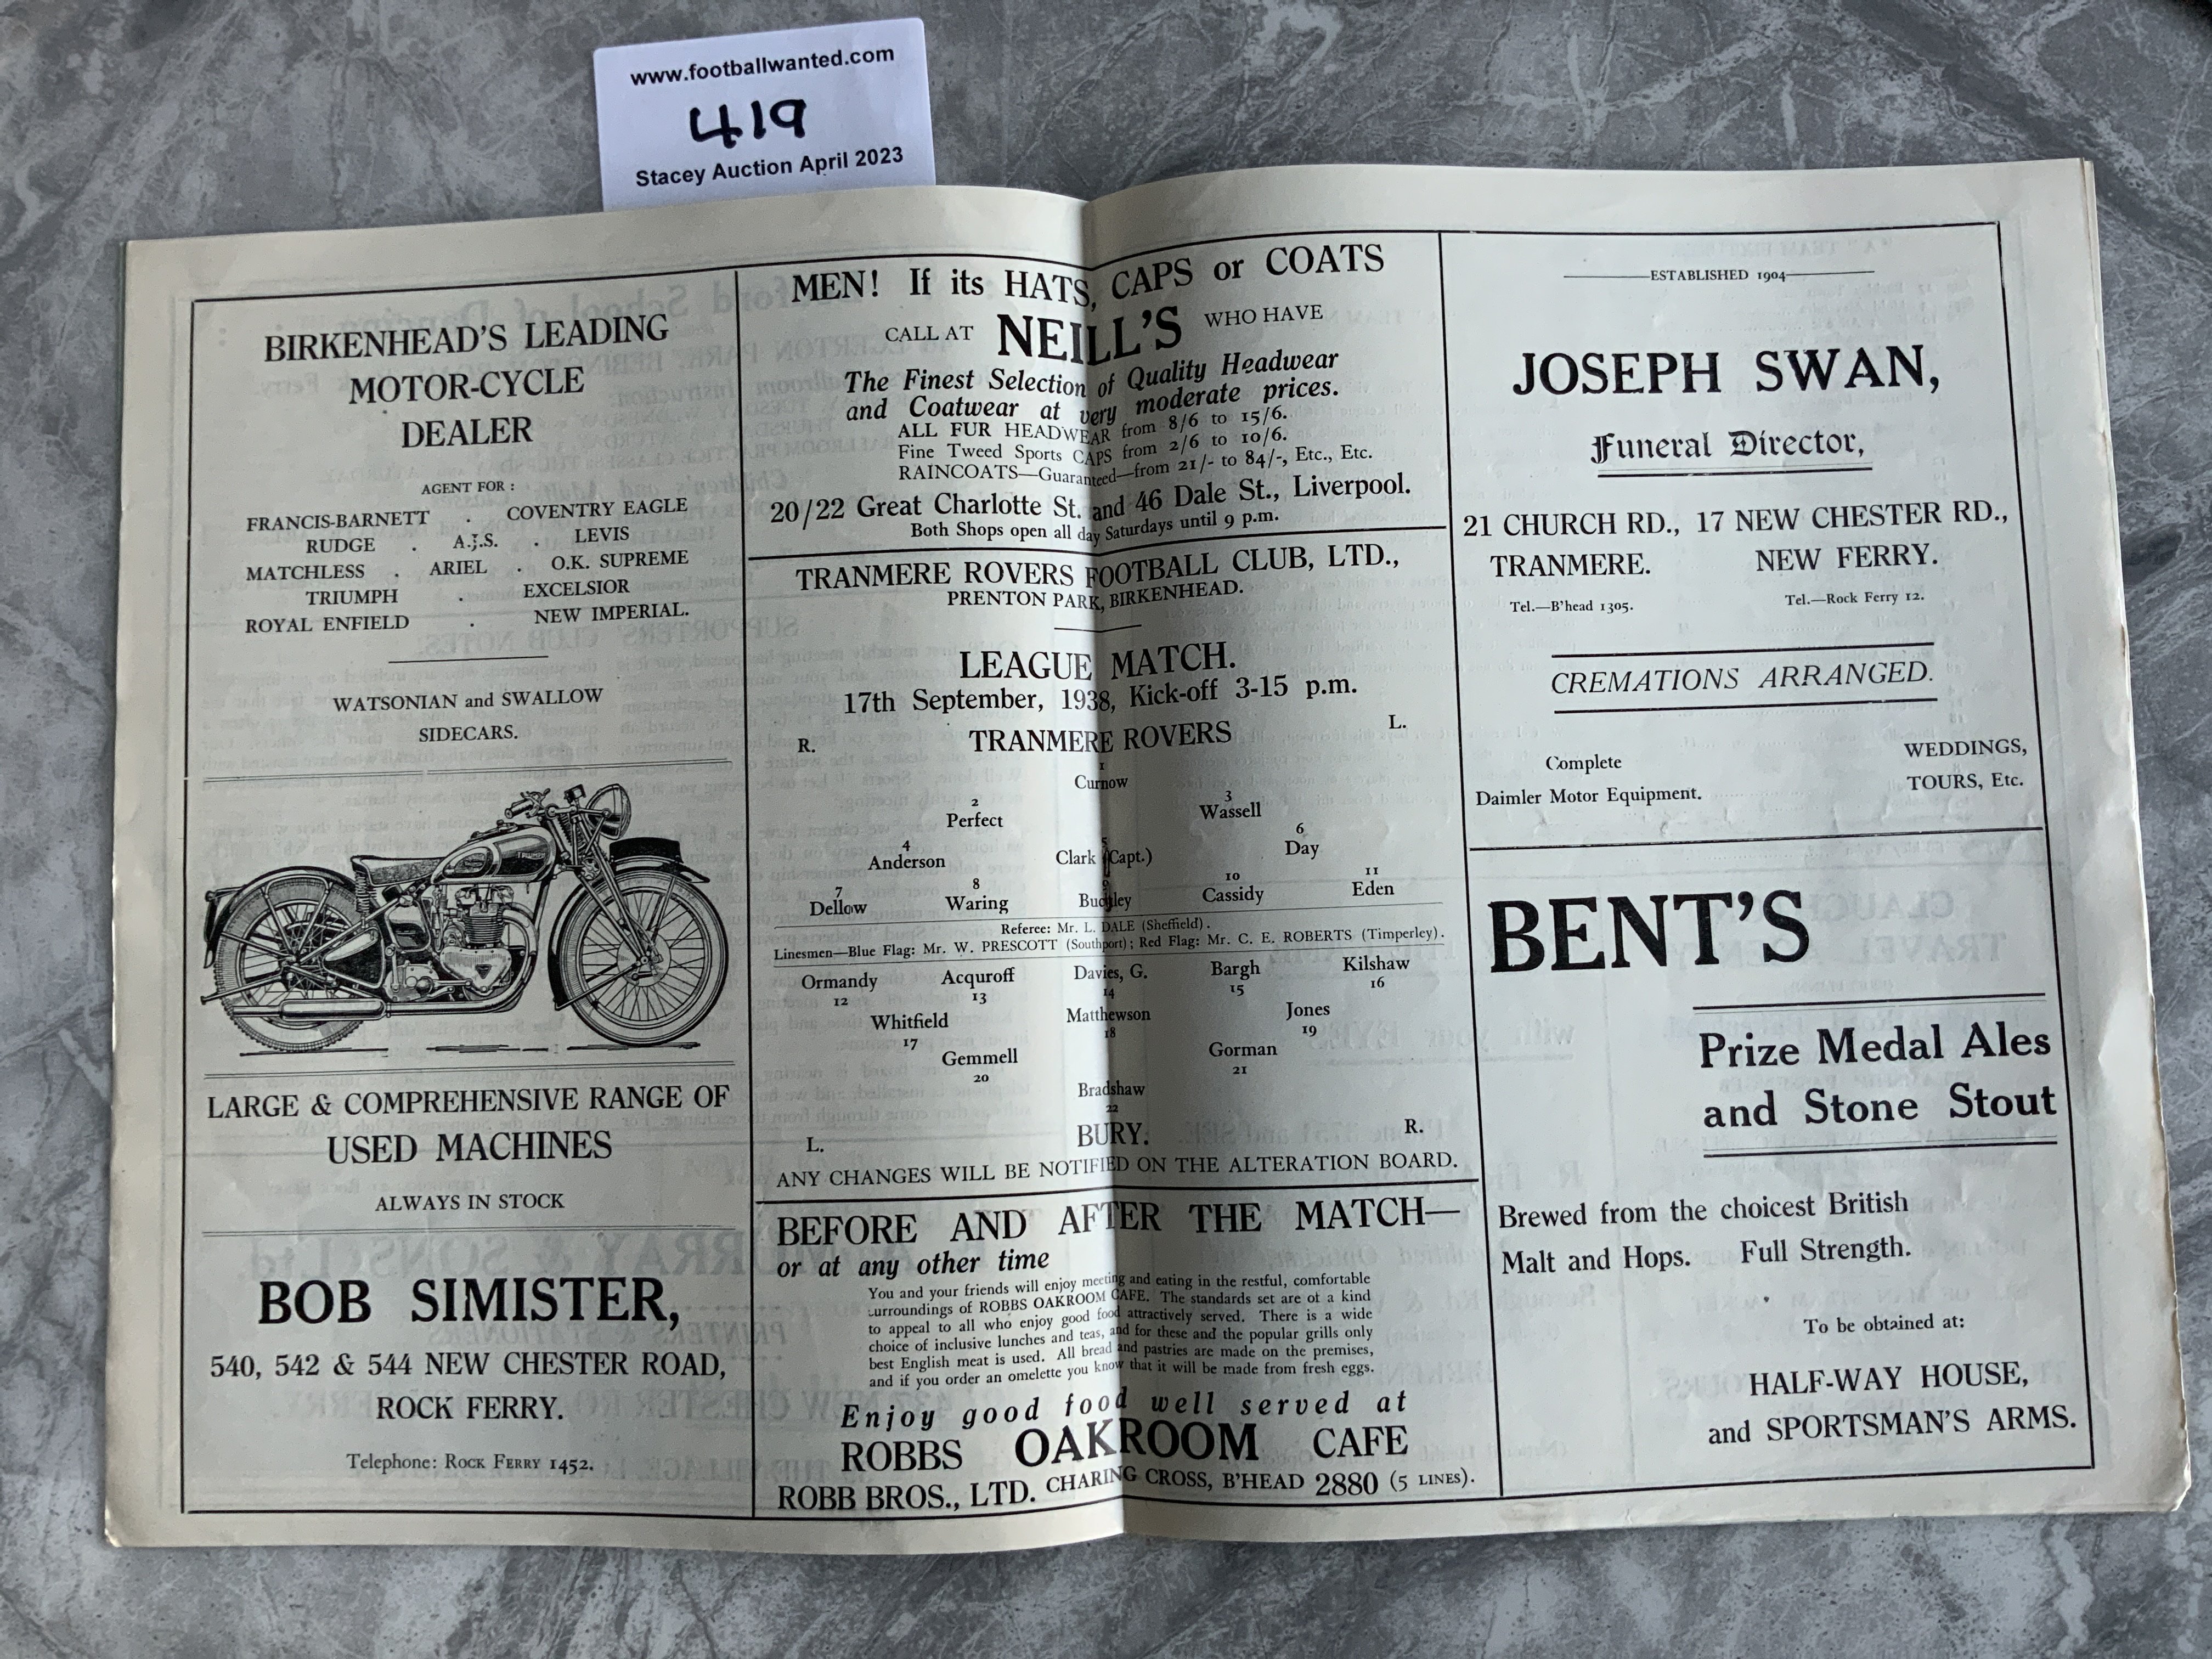 www.footballwanted.com
419
Stacey Auction April 2023
BIRKENHEAD'S LEADING
MOTOR-CYCLE
DEALER
AGENT FOR :
FRANCIS-BARNETT . COVENTRY EAGLE
RUDGE . A.J.S. . LEVIS
MATCHLESS . ARIEL . O.K. SUPREME
TRIUMPH . EXCELSIOR
ROYAL ENFIELD . NEW IMPERIAL.
WATSONIAN and SWALLOW
SIDECARS.
LARGE & COMPREHENSIVE RANGE OF
USED MACHINES
ALWAYS IN STOCK
BOB SIMISTER,
540, 542 & 544 NEW CHESTER ROAD,
ROCK FERRY.
Telephone: ROCK FERRY 1452.
MEN! If its HATS, CAPS or COATS
CALL AT NEILL'S WHO HAVE
The Finest Selection of Quality Headwear
and Coatwear at very moderate prices.
ALL FUR HEADWEAR from 8/6 to 15/6.
Fine Tweed Sports CAPS from 2/6 to 10/6.
RAINCOATS—Guaranteed—from 21/- to 84/-, Etc., Etc.
20/22 Great Charlotte St. and 46 Dale St., Liverpool.
Both Shops open all day Saturdays until 9 p.m.
TRANMERE ROVERS FOOTBALL CLUB, LTD.,
PRENTON PARK, BIRKENHEAD.
LEAGUE MATCH.
17th September, 1938, Kick-off 3-15 p.m.
R. TRANMERE ROVERS L.
1
Curnow
2 3
Perfect Wassell
4 5 6
Anderson Clark (Capt.) Day
7 8 9 10 11
Dellow Waring Buckley Cassidy Eden
Referee: Mr. L. DALE (Sheffield).
Linesmen—Blue Flag: Mr. W. PRESCOTT (Southport); Red Flag: Mr. C. E. ROBERTS (Timperley).
Ormandy Acquroff Davies, G. Bargh Kilshaw
12 13 14 15 16
Whitfield Matthewson Jones
17 18 19
Gemmell Gorman
20 21
Bradshaw
22
L. BURY. R.
ANY CHANGES WILL BE NOTIFIED ON THE ALTERATION BOARD.
BEFORE AND AFTER THE MATCH—
or at any other time
You and your friends will enjoy meeting and eating in the restful, comfortable
surroundings of ROBBS OAKROOM CAFE. The standards set are of a kind
to appeal to all who enjoy good food attractively served. There is a wide
choice of inclusive lunches and teas, and for these and the popular grills only
best English meat is used. All bread and pastries are made on the premises,
and if you order an omelette you know that it will be made from fresh eggs.
Enjoy good food well served at
ROBBS OAKROOM CAFE
ROBB BROS., LTD. CHARING CROSS, B'HEAD 2880 (5 LINES).
ESTABLISHED 1904
JOSEPH SWAN,
Funeral Director,
21 CHURCH RD., 17 NEW CHESTER RD.,
TRANMERE. NEW FERRY.
Tel.—B'head 1305. Tel.—Rock Ferry 12.
CREMATIONS ARRANGED.
Complete WEDDINGS,
Daimler Motor Equipment. TOURS, Etc.
BENT'S
Prize Medal Ales
and Stone Stout
Brewed from the choicest British
Malt and Hops. Full Strength.
To be obtained at:
HALF-WAY HOUSE,
and SPORTSMAN'S ARMS.